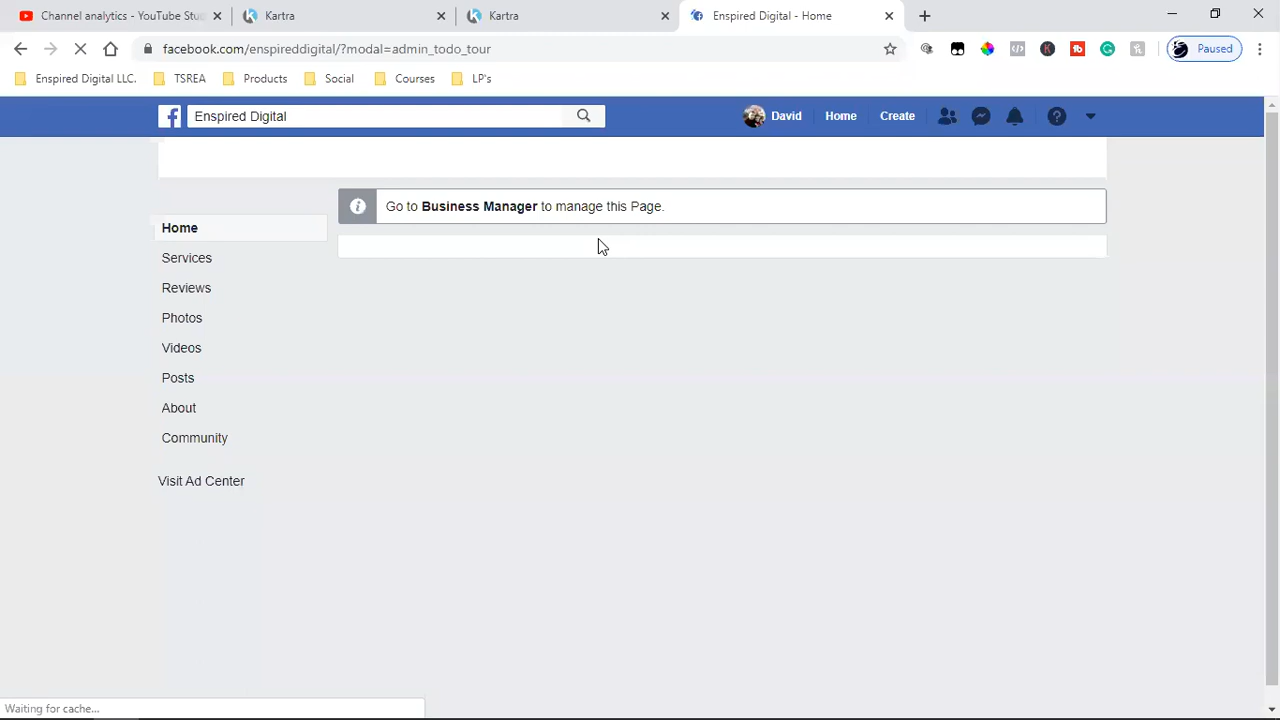 Channel analytics - YouTube Stu
Kartra
Kartra
Enspired Digital - Home
facebook.com/enspireddigital/?modal=admin_todo_tour
Paused
Enspired Digital LLC.
TSREA
Products
Social
Courses
LP's
Enspired Digital
David
Home
Create
Go to Business Manager to manage this Page.
Home
Services
Reviews
Photos
Videos
Posts
About
Community
Visit Ad Center
Waiting for cache...